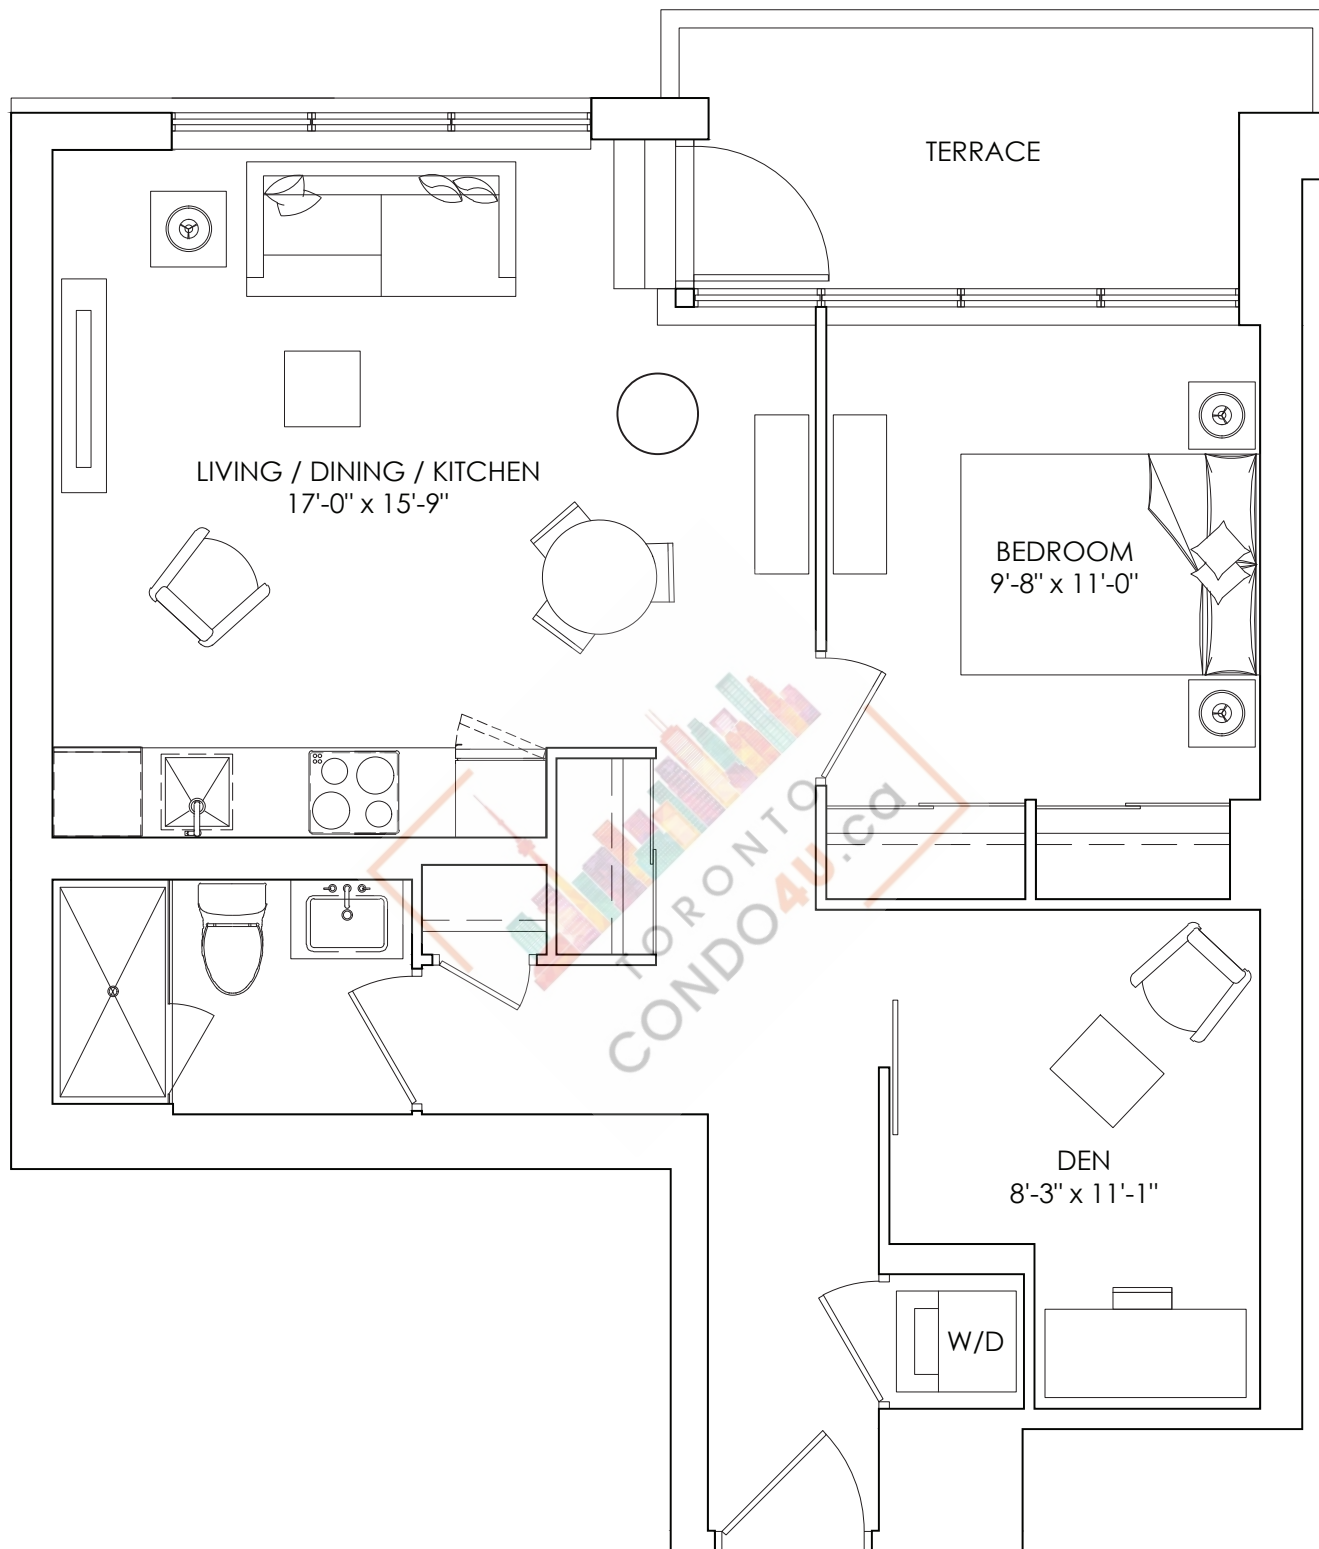 TERRACE
LIVING / DINING / KITCHEN
17'-0" x 15'-9"
BEDROOM
9'-8" x 11'-0"
TORONTO
CONDO4U.ca
DEN
8'-3" x 11'-1"
W/D